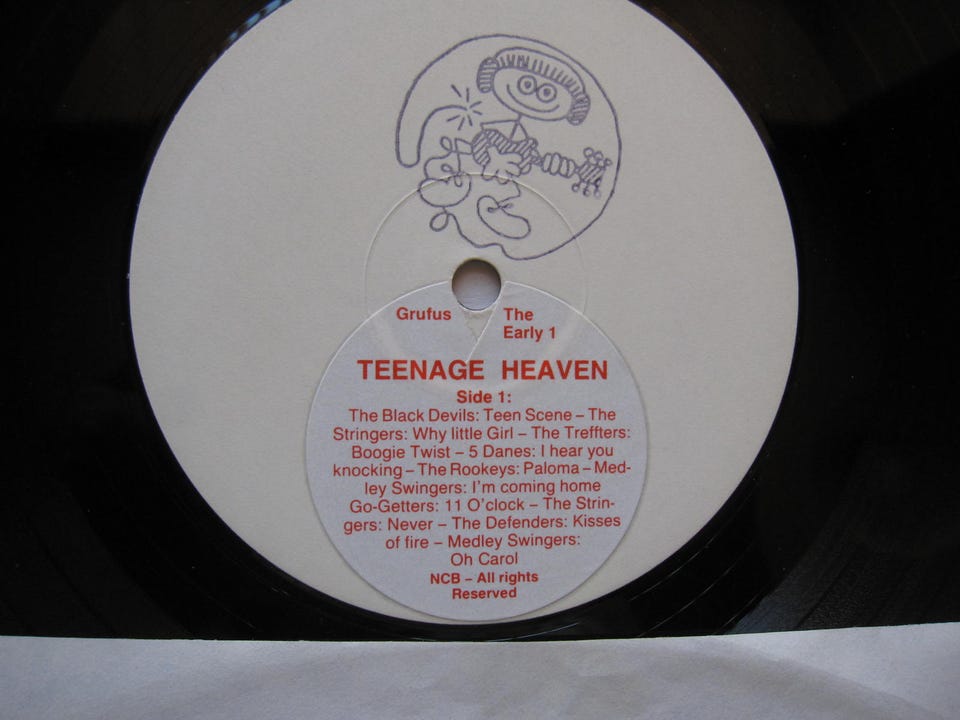 Grufus The
Early 1
TEENAGE HEAVEN
Side 1:
The Black Devils: Teen Scene – The
Stringers: Why little Girl – The Treffters:
Boogie Twist – 5 Danes: I hear you
knocking – The Rookeys: Paloma – Med-
ley Swingers: I'm coming home
Go-Getters: 11 O'clock – The Strin-
gers: Never – The Defenders: Kisses
of fire – Medley Swingers:
Oh Carol
NCB – All rights
Reserved